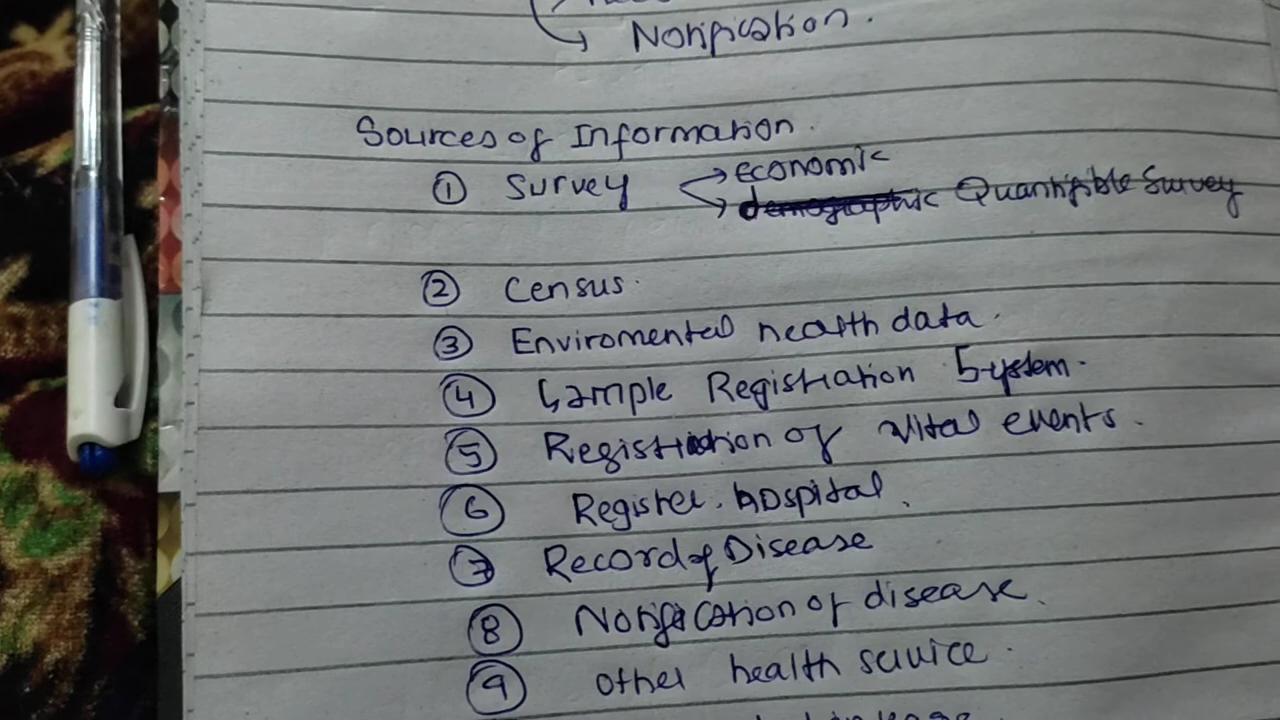 → Notification.
Sources of Information.
① Survey → economic
→ Quantifible Survey
② Census.
③ Enviromental health data.
④ Sample Registration System.
⑤ Registration of vital events.
⑥ Register. hospital.
⑦ Record of Disease
⑧ Notification of disease.
⑨ other health service.